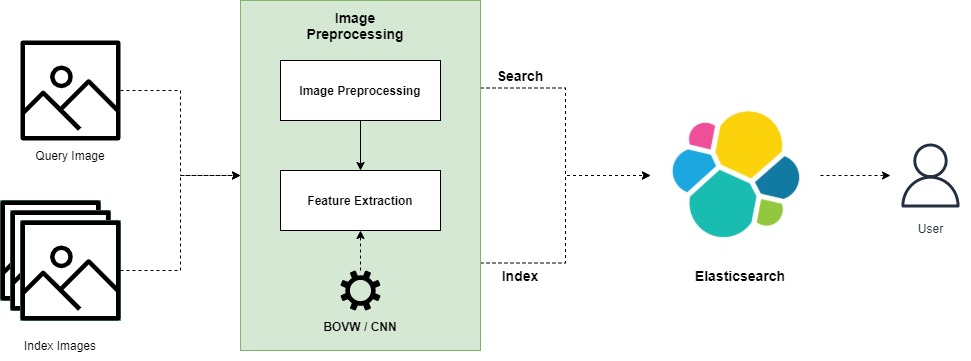 Image
Preprocessing
Image Preprocessing
Search
Query Image
Feature Extraction
User
Index
Elasticsearch
BOVW / CNN
Index Images